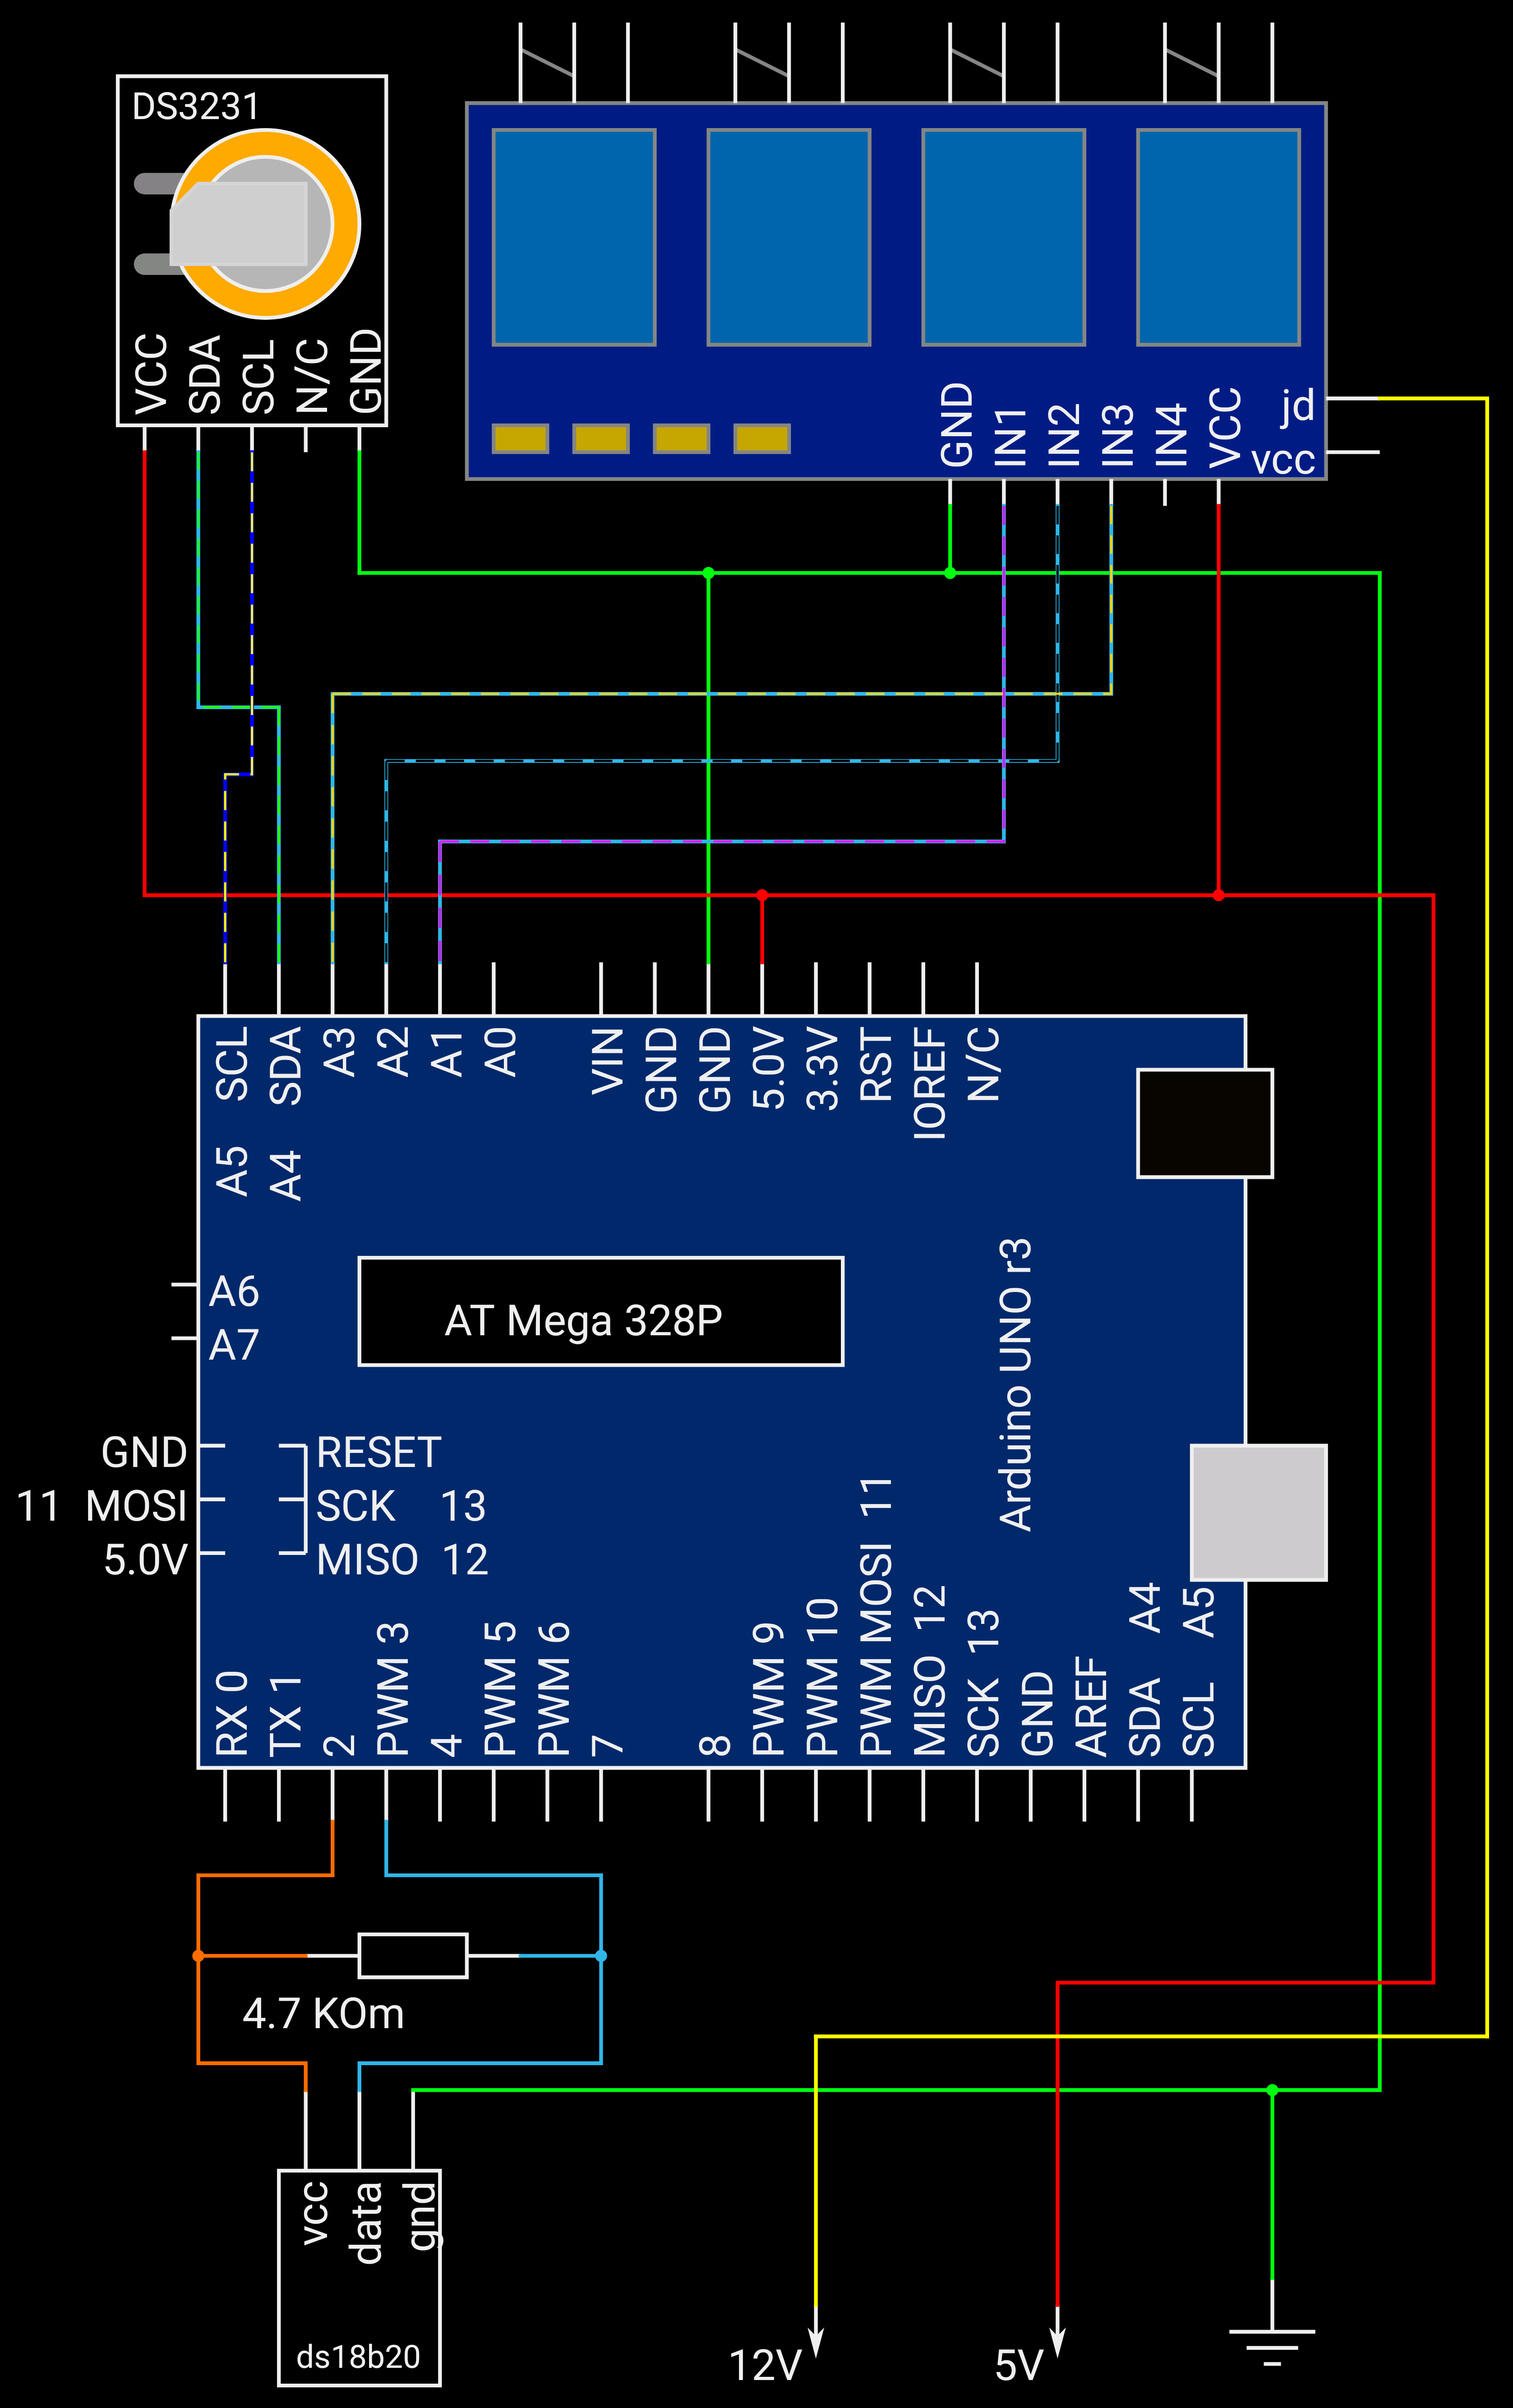 DS3231
VCC
SDA
SCL
N/C
GND
GND
IN1
IN2
IN3
IN4
VCC
jd
vcc
SCL
SDA
A3
A2
A1
A0
VIN
GND
GND
5.0V
3.3V
RST
IOREF
N/C
A5
A4
A6
A7
AT Mega 328P
Arduino UNO r3
GND
RESET
11 MOSI
SCK 13
5.0V
MISO 12
RX 0
TX 1
2
PWM 3
4
PWM 5
PWM 6
7
8
PWM 9
PWM 10
PWM MOSI 11
MISO 12
SCK 13
GND
AREF
SDA A4
SCL A5
4.7 KOm
vcc
data
gnd
ds18b20
12V
5V